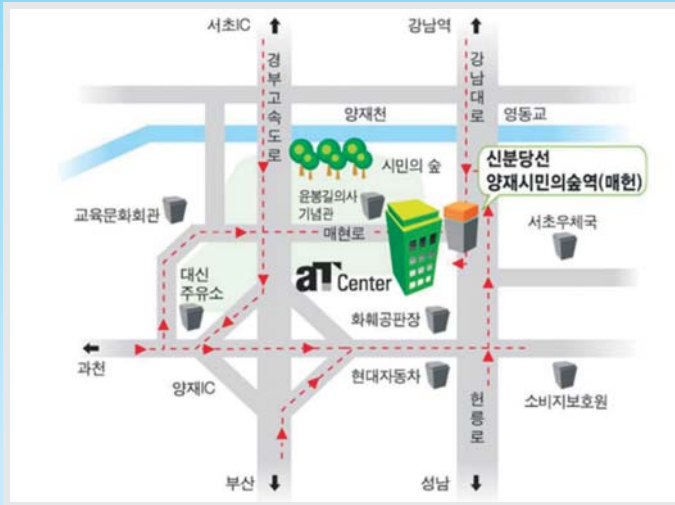 서초IC
강남역
경부고속도로
강남대로
양재천
영동교
시민의 숲
신분당선
양재시민의숲역(매헌)
교육문화회관
윤봉길의사
기념관
서초우체국
매현로
대신
주유소
aT Center
화훼공판장
과천
양재IC
현대자동차
소비지보호원
헌릉로
부산
성남